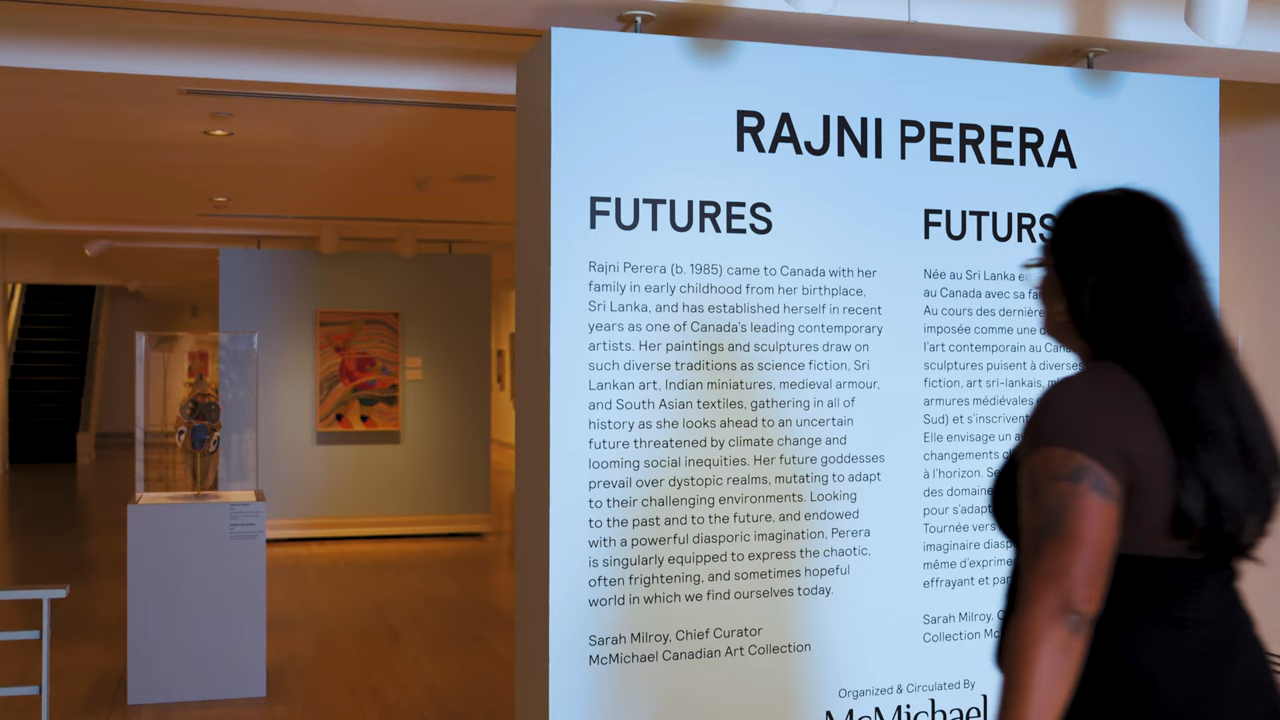 RAJNI PERERA
FUTURES
Rajni Perera (b. 1985) came to Canada with her
family in early childhood from her birthplace,
Sri Lanka, and has established herself in recent
years as one of Canada's leading contemporary
artists. Her paintings and sculptures draw on
such diverse traditions as science fiction, Sri
Lankan art, Indian miniatures, medieval armour,
and South Asian textiles, gathering in all of
history as she looks ahead to an uncertain
future threatened by climate change and
looming social inequities. Her future goddesses
prevail over dystopic realms, mutating to adapt
to their challenging environments. Looking
to the past and to the future, and endowed
with a powerful diasporic imagination, Perera
is singularly equipped to express the chaotic,
often frightening, and sometimes hopeful
world in which we find ourselves today.
Sarah Milroy, Chief Curator
McMichael Canadian Art Collection
FUTURS
Née au Sri Lanka
au Canada avec sa
Au cours des dernière
imposée comme une
l'art contemporain au
sculptures puisent à diverses
fiction, art sri-lankais,
armures médiévales
Sud) et s'inscrivent
Elle envisage un
changements
à l'horizon.
des domaine
pour s'adapt
Tournée vers
imaginaire
même d'exprime
effrayant et
Sarah Milroy,
Collection
Organized & Circulated By
McMichael